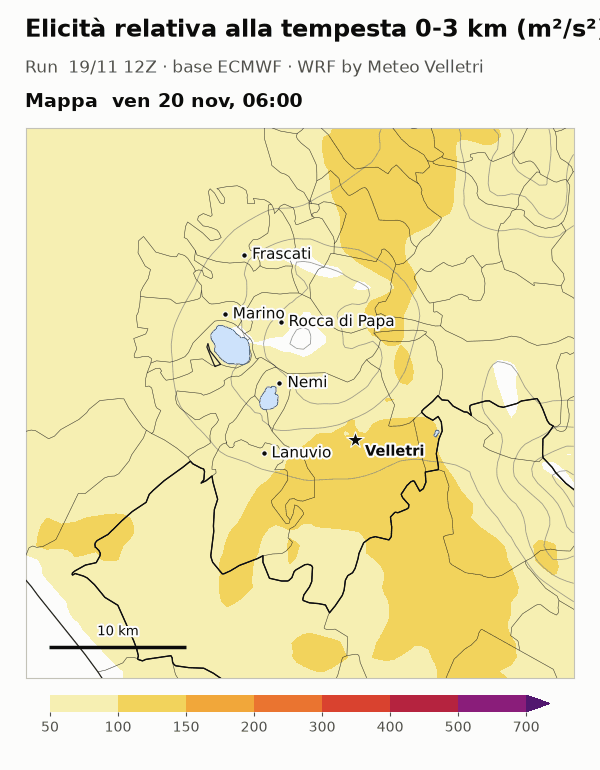 Elicità relativa alla tempesta 0-3 km (m²/s²)
Run 19/11 12Z · base ECMWF · WRF by Meteo Velletri
Mappa ven 20 nov, 06:00
Frascati
Marino
Rocca di Papa
Nemi
Lanuvio
Velletri
10 km
50 100 150 200 300 400 500 700